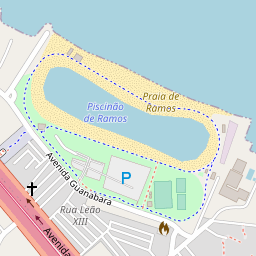 Praia de
Ramos
Piscinão
de Ramos
Avenida Guanabara
P
Rua Leão
XIII
Avenida